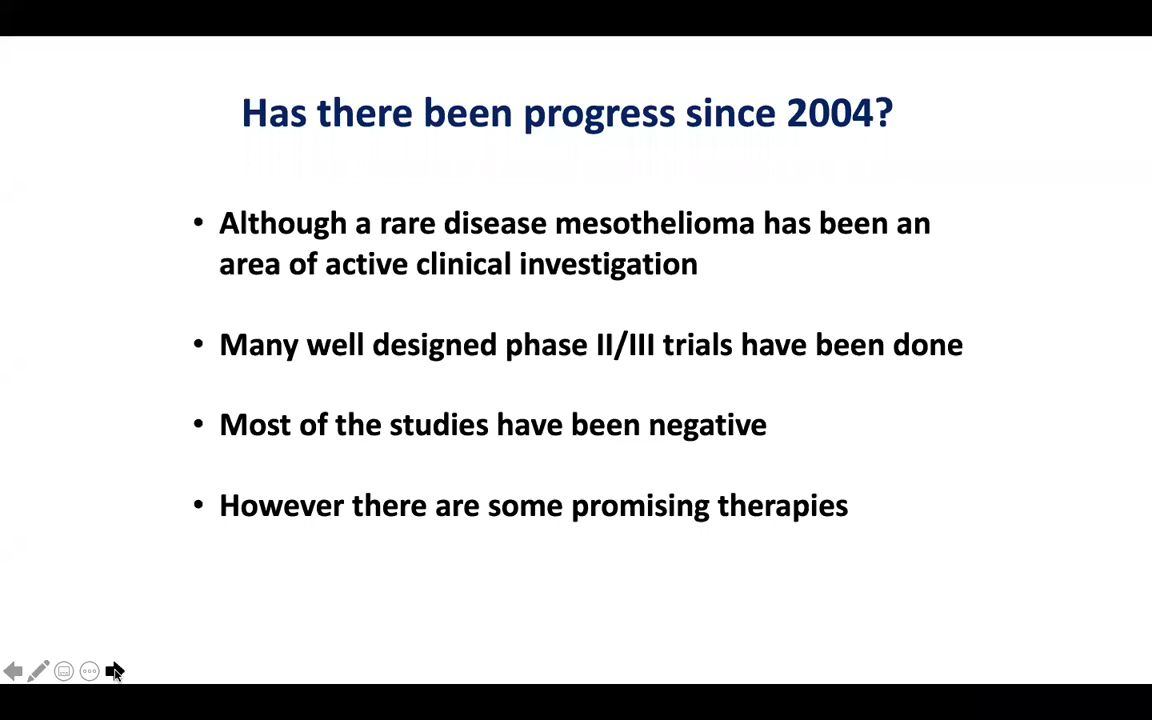 Has there been progress since 2004?
• Although a rare disease mesothelioma has been an
area of active clinical investigation
• Many well designed phase II/III trials have been done
• Most of the studies have been negative
• However there are some promising therapies